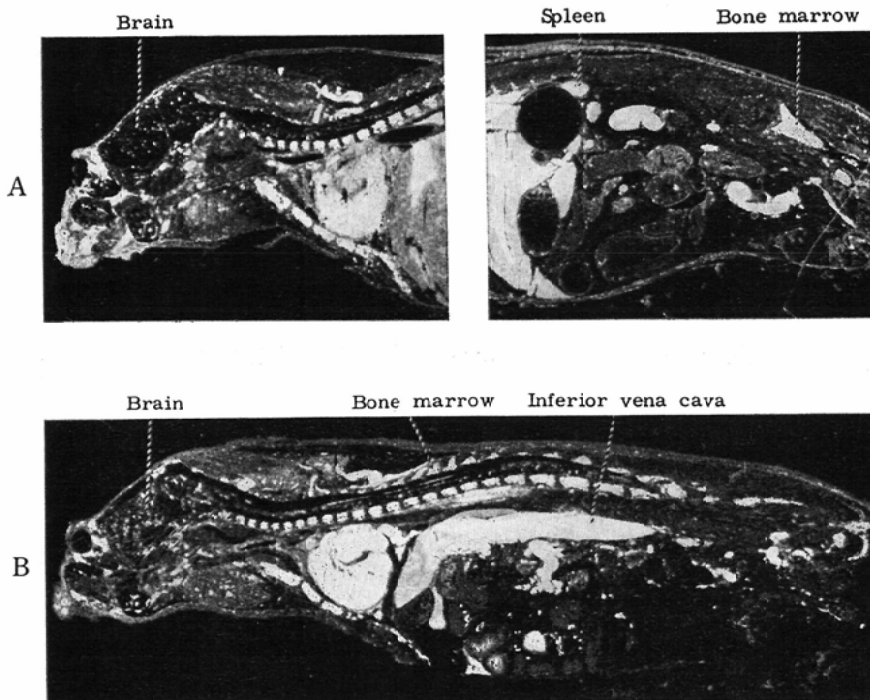 Brain
Spleen Bone marrow
A
Brain Bone marrow Inferior vena cava
B